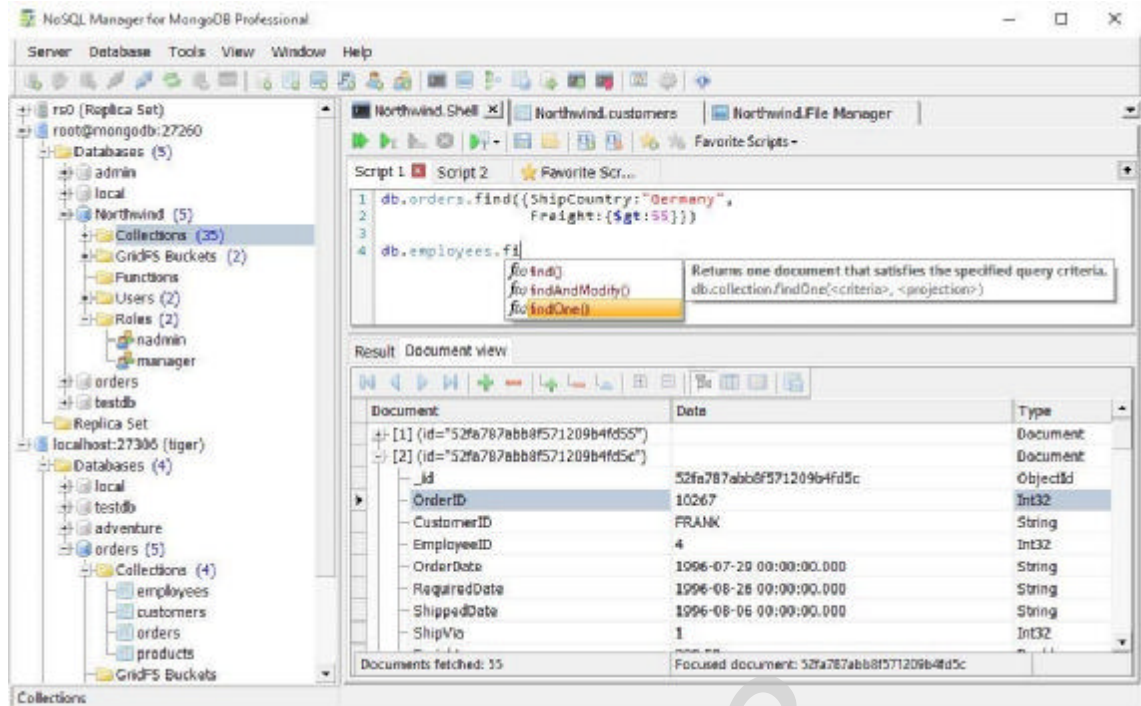 NoSQL Manager for MongoDB Professional
Server Database Tools View Window Help
rs0 (Replica Set)
root@mongodb:27260
Databases (5)
admin
local
Northwind (5)
Collections (35)
GridFS Buckets (2)
Functions
Users (2)
Roles (2)
nadmin
manager
orders
testdb
Replica Set
localhost:27306 (tiger)
Databases (4)
local
testdb
adventure
orders (5)
Collections (4)
employees
customers
orders
products
GridFS Buckets
Northwind.Shell Northwind.customers Northwind.File Manager
Favorite Scripts
Script 1 Script 2 Favorite Scr...
1 db.orders.find({ShipCountry:"Germany",
2 Freight:{$gt:55}})
3
4 db.employees.fi
find()
findAndModify()
findOne()
Returns one document that satisfies the specified query criteria.
db.collection.findOne(<criteria>, <projection>)
Result Document view
Document Data Type
[1] (id="52fa787abb8f571209b4fd55") Document
[2] (id="52fa787abb8f571209b4fd5c") Document
_id 52fa787abb8f571209b4fd5c ObjectId
OrderID 10267 Int32
CustomerID FRANK String
EmployeeID 4 Int32
OrderDate 1996-07-29 00:00:00.000 String
RequiredDate 1996-08-26 00:00:00.000 String
ShippedDate 1996-08-06 00:00:00.000 String
ShipVia 1 Int32
Documents fetched: 55 Focused document: 52fa787abb8f571209b4fd5c
Collections